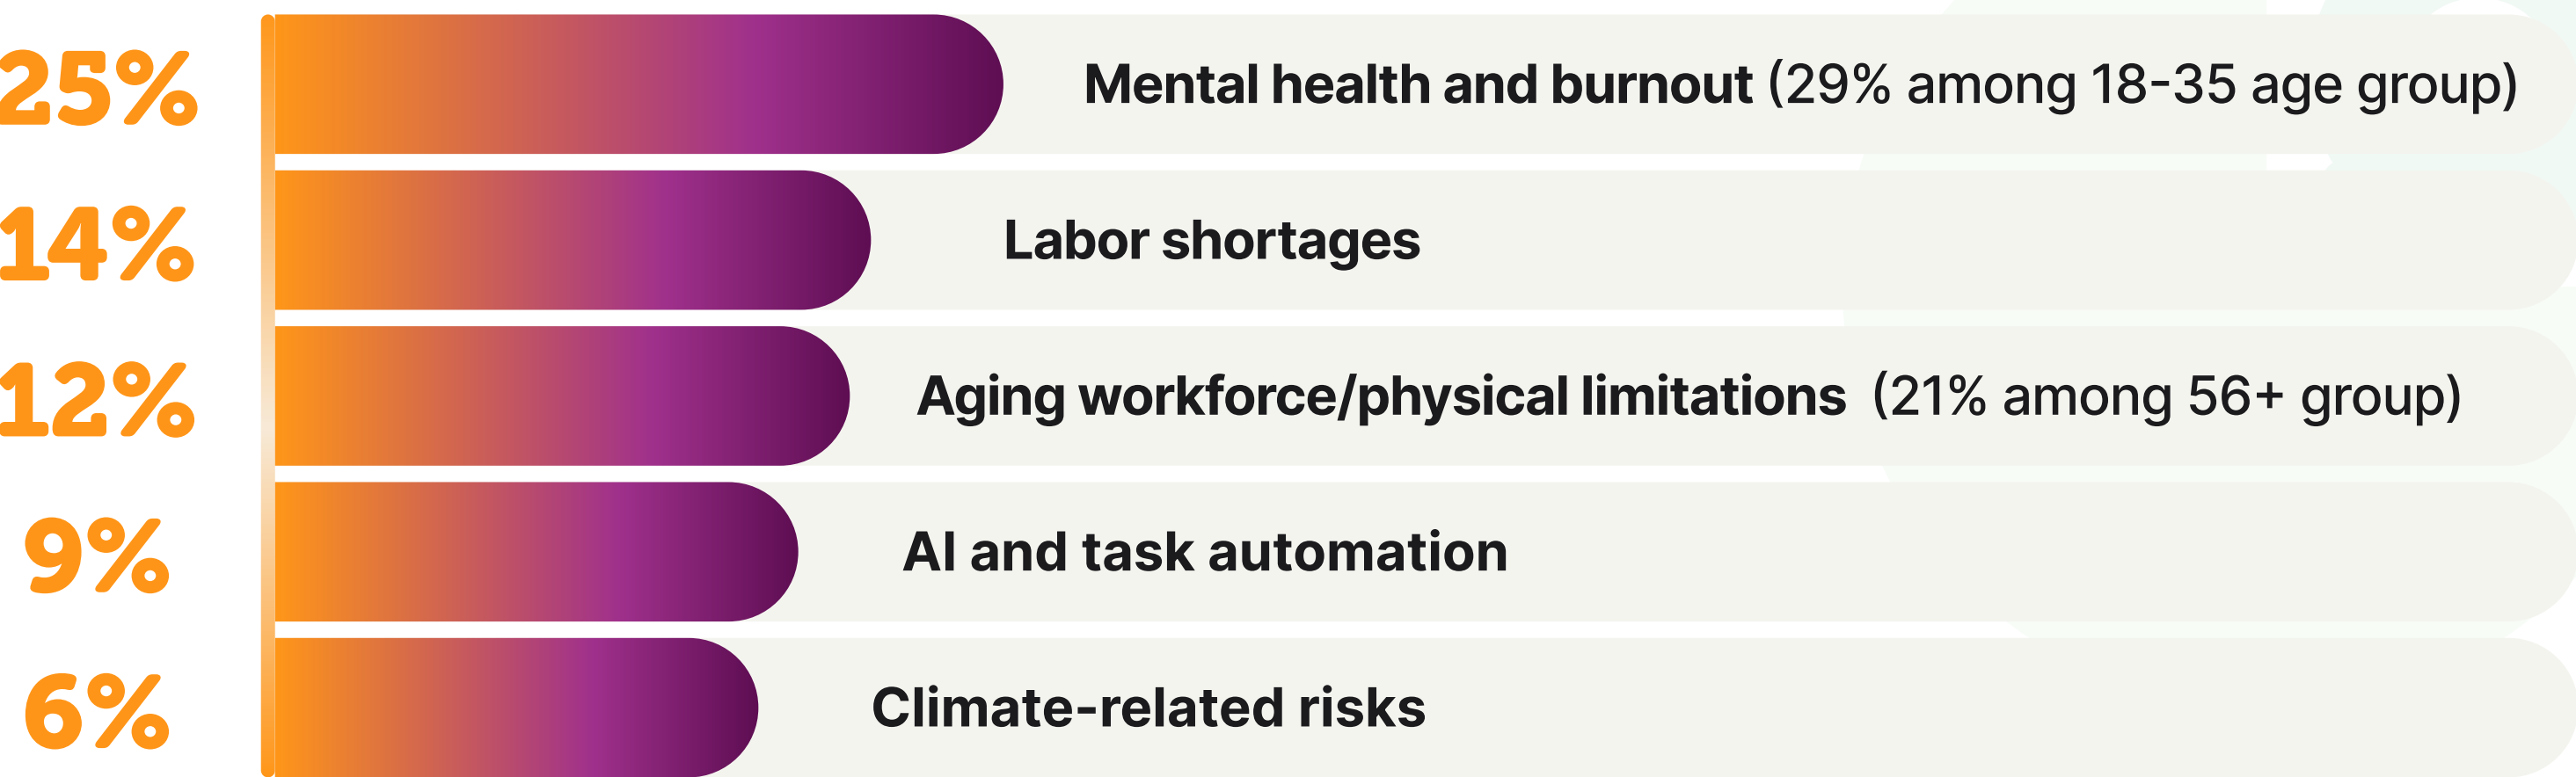 25% Mental health and burnout (29% among 18-35 age group)
14% Labor shortages
12% Aging workforce/physical limitations (21% among 56+ group)
9% AI and task automation
6% Climate-related risks